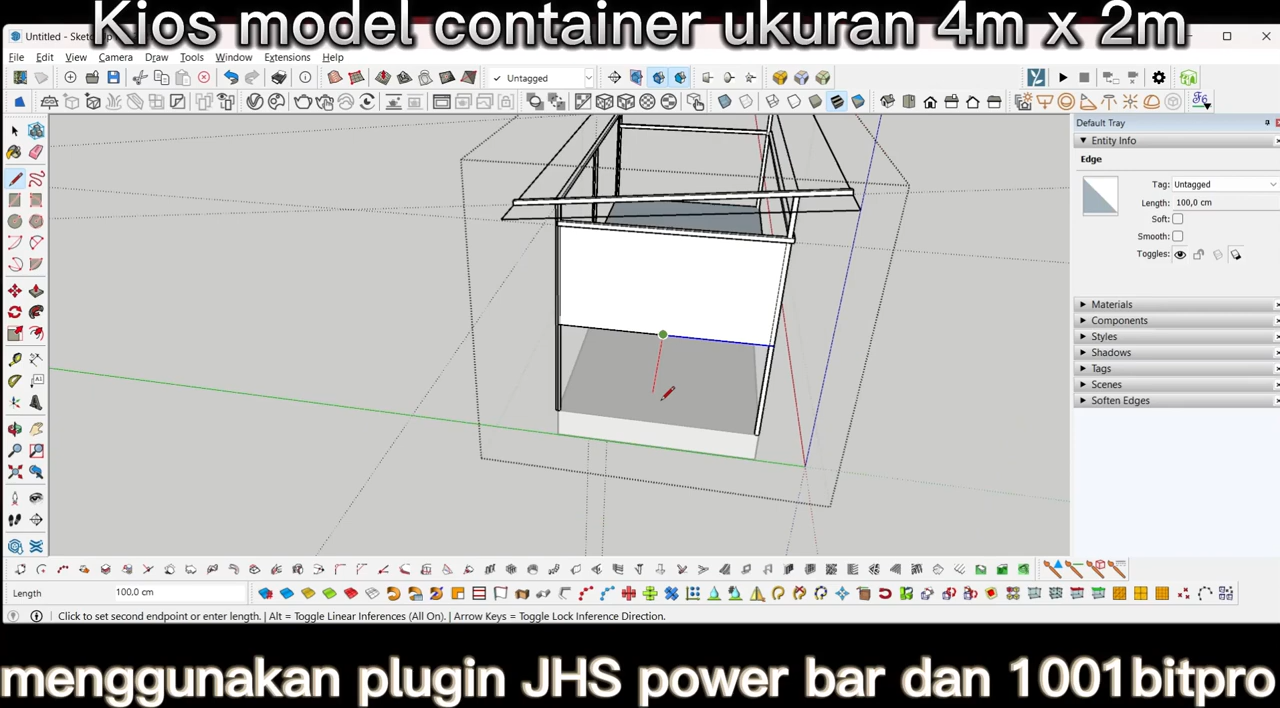 Kios model container ukuran 4m x 2m
Untitled - Sketch
File Edit View Camera Draw Tools Window Extensions Help
Untagged
Default Tray
Entity Info
Edge
Tag: Untagged
Length: 100,0 cm
Soft:
Smooth:
Toggles:
Materials
Components
Styles
Shadows
Tags
Scenes
Soften Edges
Length 100.0 cm
Click to set second endpoint or enter length. | Alt = Toggle Linear Inferences (All On). | Arrow Keys = Toggle Lock Inference Direction.
menggunakan plugin JHS power bar dan 1001bitpro